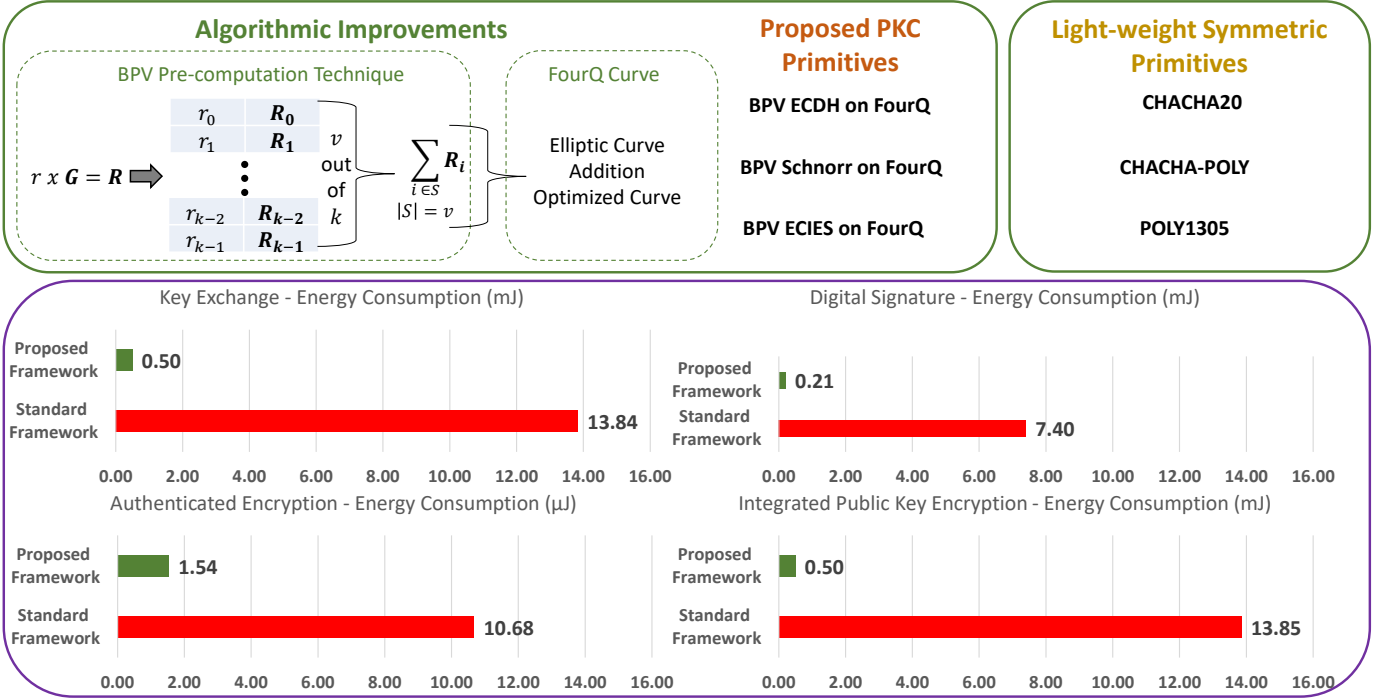 Algorithmic Improvements
BPV Pre-computation Technique
r x G = R
r₀ R₀
r₁ R₁
rₖ₋₂ Rₖ₋₂
rₖ₋₁ Rₖ₋₁
v
out
of
k
∑ Rᵢ
i ∈S
|S| = v
FourQ Curve
Elliptic Curve
Addition
Optimized Curve
Proposed PKC
Primitives
BPV ECDH on FourQ
BPV Schnorr on FourQ
BPV ECIES on FourQ
Light-weight Symmetric
Primitives
CHACHA20
CHACHA-POLY
POLY1305
Key Exchange - Energy Consumption (mJ)
Proposed
Framework
0.50
Standard
Framework
13.84
0.00 2.00 4.00 6.00 8.00 10.00 12.00 14.00 16.00
Digital Signature - Energy Consumption (mJ)
Proposed
Framework
0.21
Standard
Framework
7.40
0.00 2.00 4.00 6.00 8.00 10.00 12.00 14.00 16.00
Authenticated Encryption - Energy Consumption (µJ)
Proposed
Framework
1.54
Standard
Framework
10.68
0.00 2.00 4.00 6.00 8.00 10.00 12.00 14.00 16.00
Integrated Public Key Encryption - Energy Consumption (mJ)
Proposed
Framework
0.50
Standard
Framework
13.85
0.00 2.00 4.00 6.00 8.00 10.00 12.00 14.00 16.00